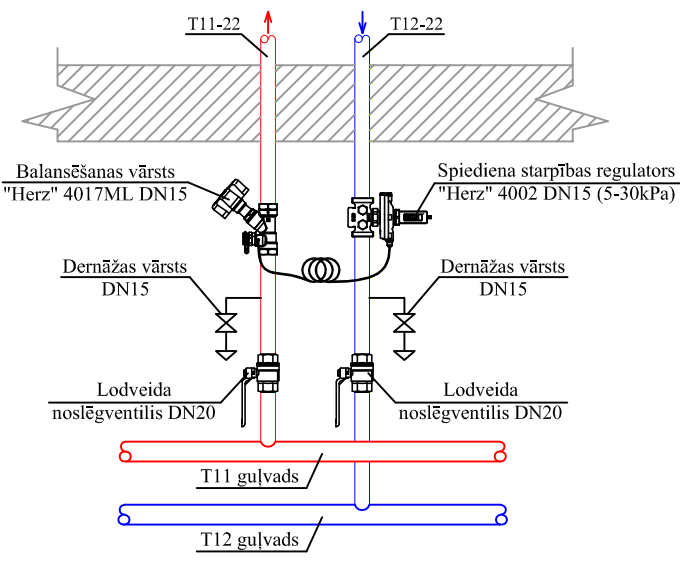 T11-22
T12-22
Balansēšanas vārsts
"Herz" 4017ML DN15
Spiediena starpības regulators
"Herz" 4002 DN15 (5-30kPa)
Dernāžas vārsts
DN15
Dernāžas vārsts
DN15
Lodveida
noslēgventilis DN20
Lodveida
noslēgventilis DN20
T11 guļvads
T12 guļvads